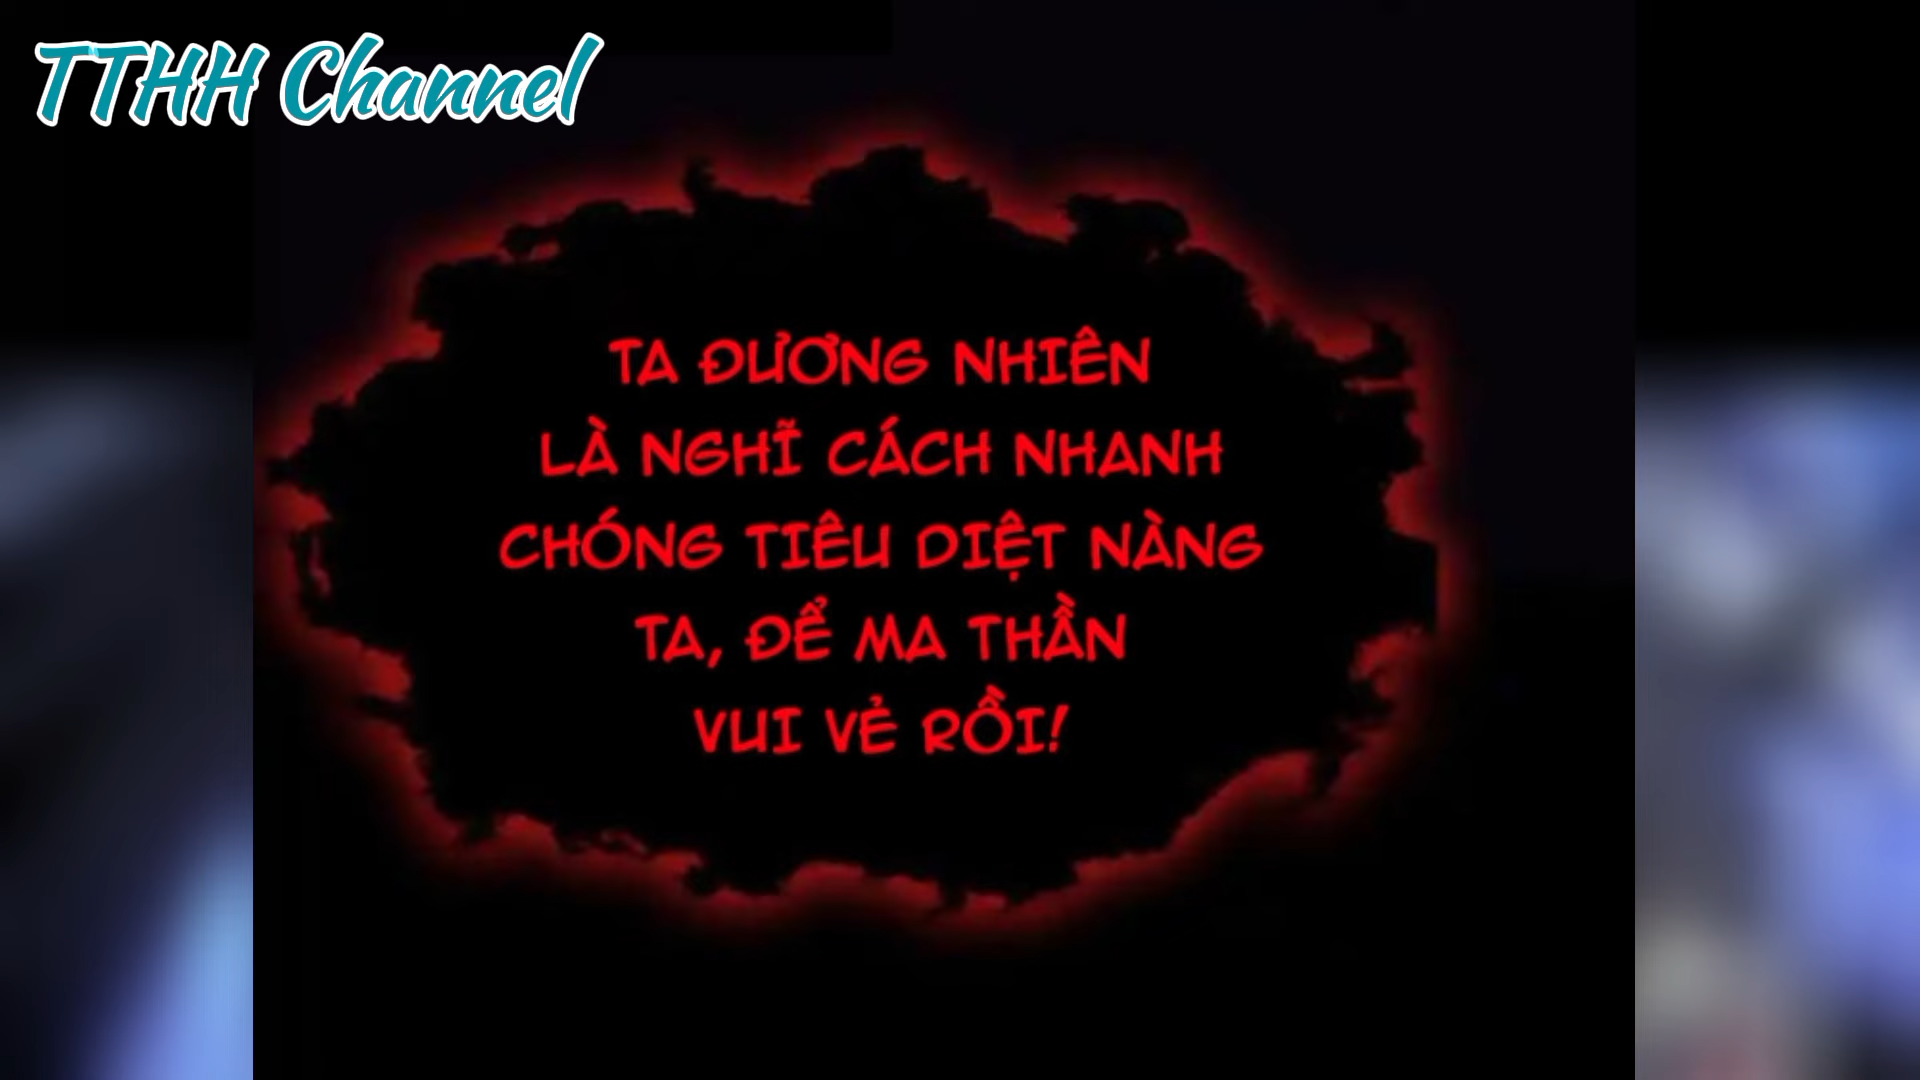 TTHH Channel
TA ĐƯƠNG NHIÊN
LÀ NGHĨ CÁCH NHANH
CHÓNG TIÊU DIỆT NÀNG
TA, ĐỂ MA THẦN
VUI VẺ RỒI!